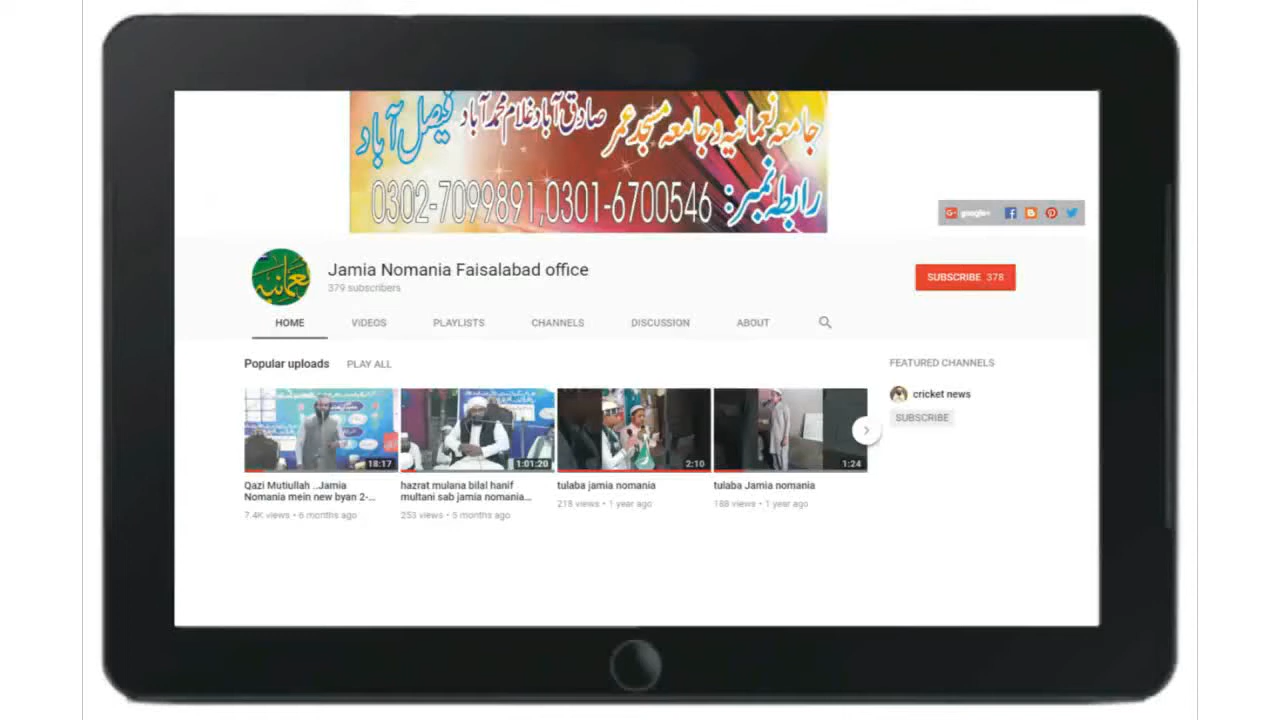 جامعہ نعمانیہ و جامعہ مسجد عمر صادق آباد غلام محمد آباد فیصل آباد
رابطہ نمبر: 0302-7099891,0301-6700546
google+
نعمانیہ
Jamia Nomania Faisalabad office
379 subscribers
SUBSCRIBE 378
HOME VIDEOS PLAYLISTS CHANNELS DISCUSSION ABOUT
Popular uploads PLAY ALL
18:17
1:01:20
2:10
1:24
Qazi Mutiullah ..Jamia
Nomania mein new byan 2-...
7.4K views • 6 months ago
hazrat mulana bilal hanif
multani sab jamia nomania...
253 views • 5 months ago
tulaba jamia nomania
218 views • 1 year ago
tulaba Jamia nomania
188 views • 1 year ago
FEATURED CHANNELS
cricket news
SUBSCRIBE